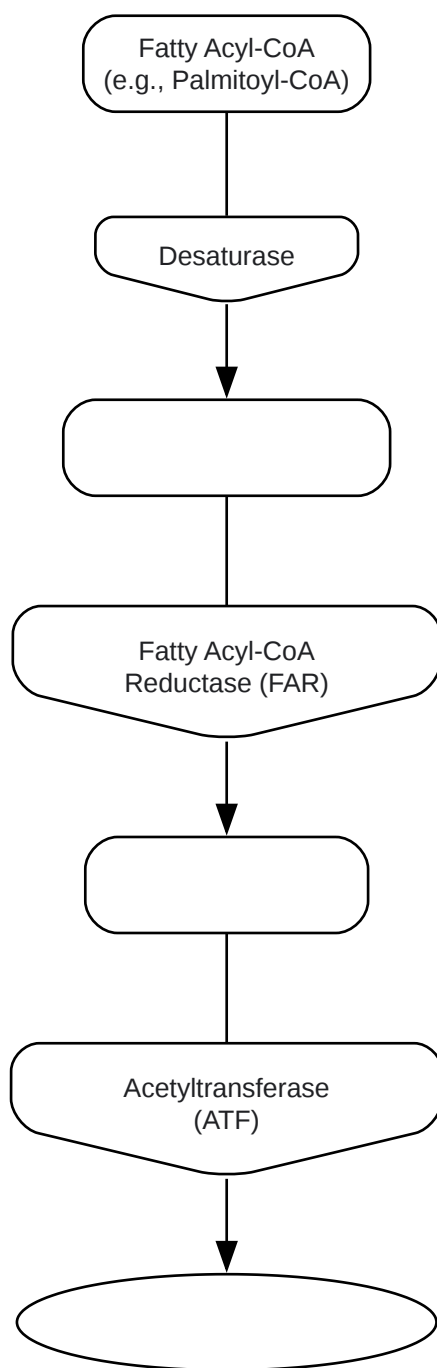 Fatty Acyl-CoA
(e.g., Palmitoyl-CoA)
Desaturase
Fatty Acyl-CoA
Reductase (FAR)
Acetyltransferase
(ATF)